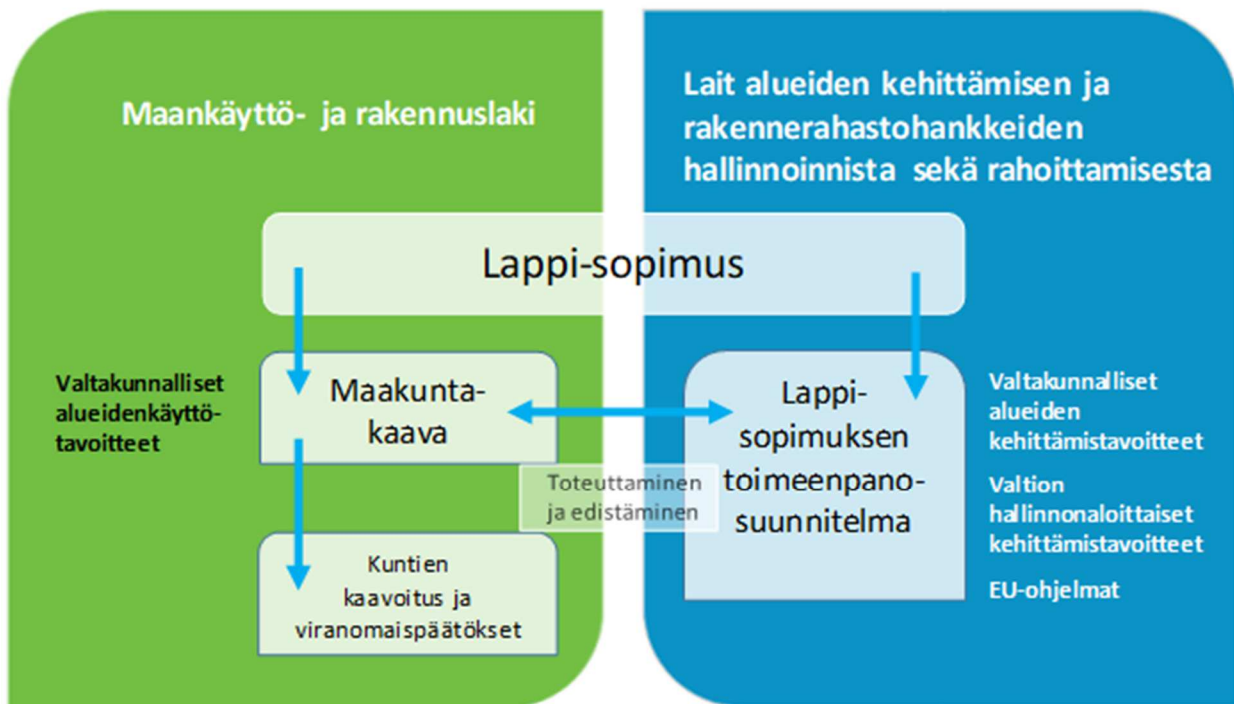 Maankäyttö- ja rakennuslaki
Lait alueiden kehittämisen ja
rakennerahastohankkeiden
hallinnoinnista sekä rahoittamisesta
Lappi-sopimus
Valtakunnalliset
alueidenkäyttö-
tavoitteet
Maakunta-
kaava
Lappi-
sopimuksen
toimeenpano-
suunnitelma
Toteuttaminen
ja edistäminen
Kuntien
kaavoitus ja
viranomaispäätökset
Valtakunnalliset
alueiden
kehittämistavoitteet
Valtion
hallinnonaloittaiset
kehittämistavoitteet
EU-ohjelmat